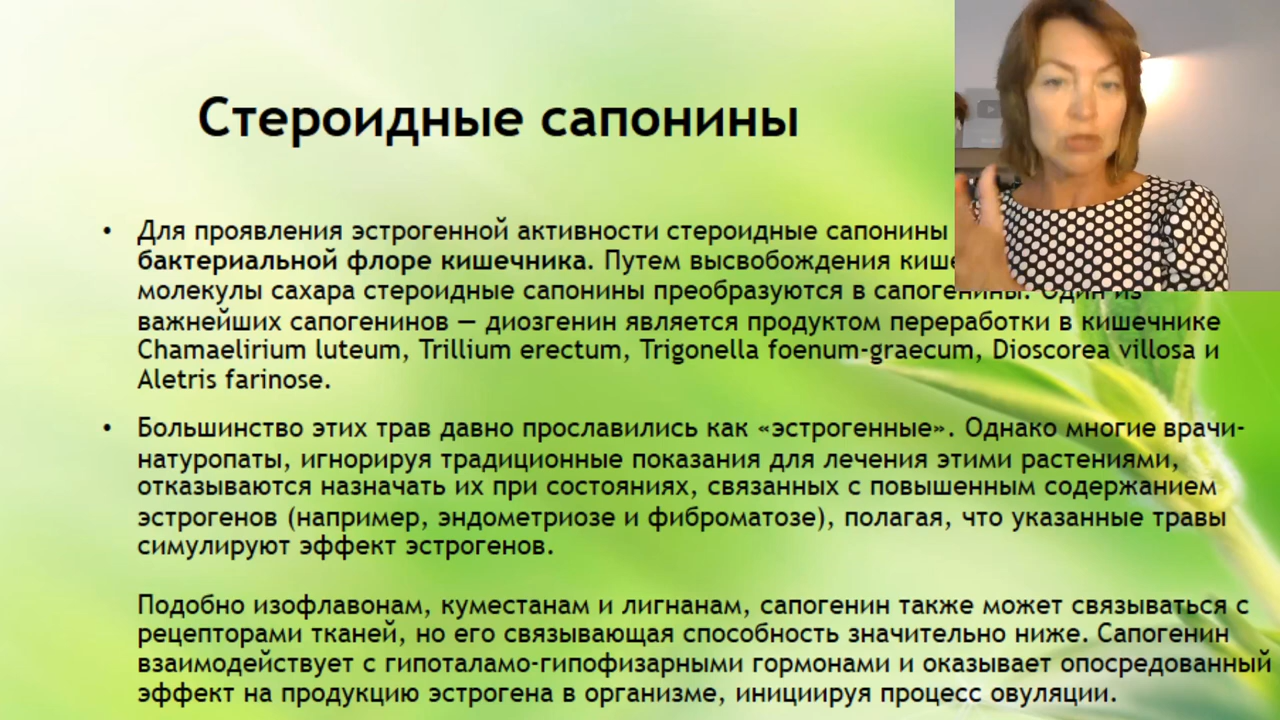 Стероидные сапонины
• Для проявления эстрогенной активности стероидные сапонины
бактериальной флоре кишечника. Путем высвобождения
молекулы сахара стероидные сапонины преобразуются в сапогенины. Один из
важнейших сапогенинов — диозгенин является продуктом переработки в кишечнике
Chamaelirium luteum, Trillium erectum, Trigonella foenum-graecum, Dioscorea villosa и
Aletris farinose.
• Большинство этих трав давно прославились как «эстрогенные». Однако многие врачи-
натуропаты, игнорируя традиционные показания для лечения этими растениями,
отказываются назначать их при состояниях, связанных с повышенным содержанием
эстрогенов (например, эндометриозе и фиброматозе), полагая, что указанные травы
симулируют эффект эстрогенов.
Подобно изофлавонам, куместанам и лигнанам, сапогенин также может связываться с
рецепторами тканей, но его связывающая способность значительно ниже. Сапогенин
взаимодействует с гипоталамо-гипофизарными гормонами и оказывает опосредованный
эффект на продукцию эстрогена в организме, инициируя процесс овуляции.